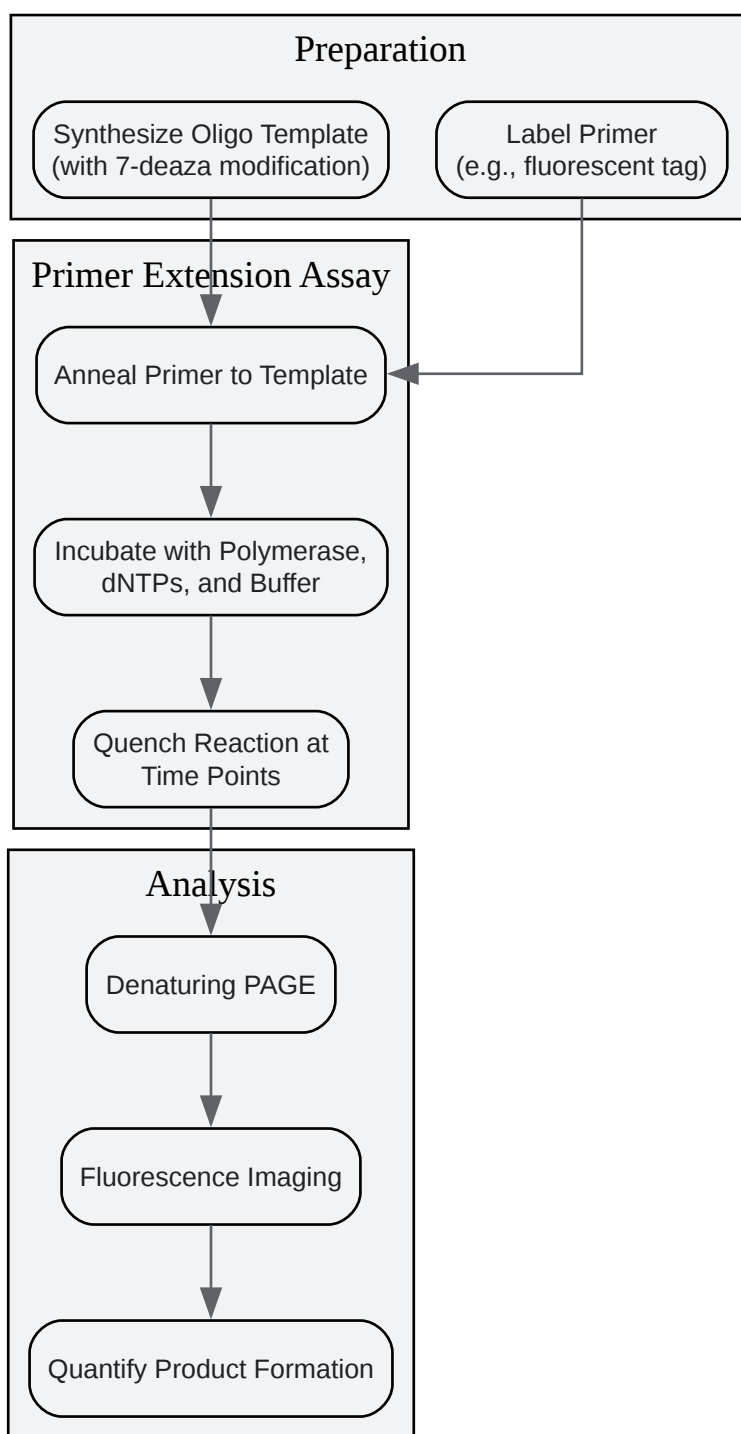 Preparation
Synthesize Oligo Template
(with 7-deaza modification)
Label Primer
(e.g., fluorescent tag)
Primer Extension Assay
Anneal Primer to Template
Incubate with Polymerase,
dNTPs, and Buffer
Quench Reaction at
Time Points
Analysis
Denaturing PAGE
Fluorescence Imaging
Quantify Product Formation